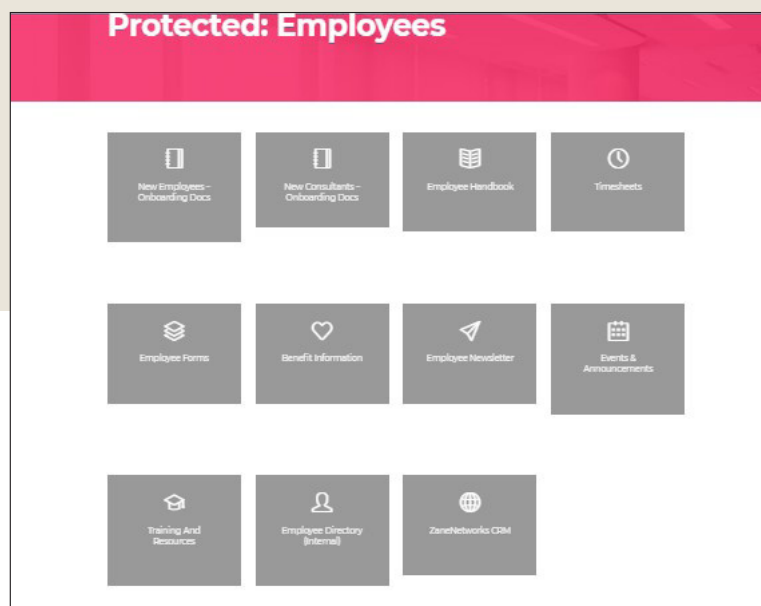 Protected: Employees
New Employees –
Onboarding Docs
New Consultants –
Onboarding Docs
Employee Handbook
Timesheets
Employee Forms
Benefit Information
Employee Newsletter
Events &
Announcements
Training And
Resources
Employee Directory
(Internal)
ZaneNetworks CRM